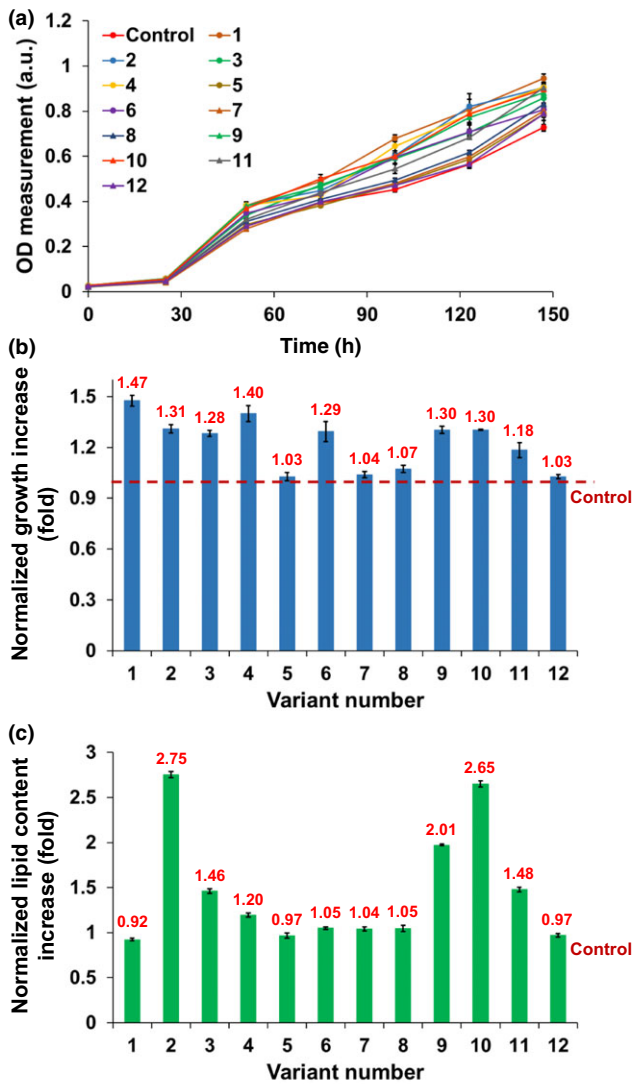 (a)
OD measurement (a.u.)
1.2
1
0.8
0.6
0.4
0.2
0
Control 1
2 3
4 5
6 7
8 9
10 11
12
0 30 60 90 120 150
Time (h)
(b)
Normalized growth increase
(fold)
1.5
1.2
0.9
0.6
0.3
0
1.47 1.31 1.28 1.40 1.03 1.29 1.04 1.07 1.30 1.30 1.18 1.03
Control
1 2 3 4 5 6 7 8 9 10 11 12
Variant number
(c)
Normalized lipid content
increase (fold)
3
2.5
2
1.5
1
0.5
0
0.92 2.75 1.46 1.20 0.97 1.05 1.04 1.05 2.01 2.65 1.48 0.97
Control
1 2 3 4 5 6 7 8 9 10 11 12
Variant number